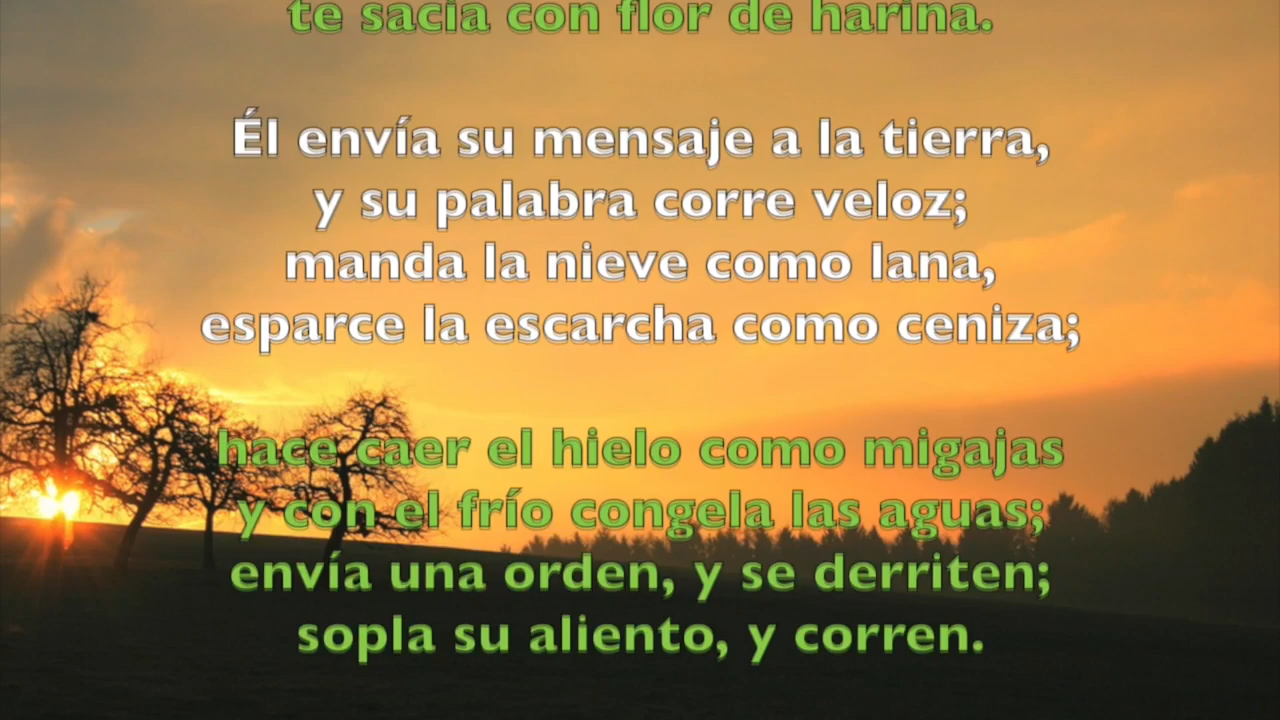 te sacia con flor de harina.
Él envía su mensaje a la tierra,
y su palabra corre veloz;
manda la nieve como lana,
esparce la escarcha como ceniza;
hace caer el hielo como migajas
y con el frío congela las aguas;
envía una orden, y se derriten;
sopla su aliento, y corren.